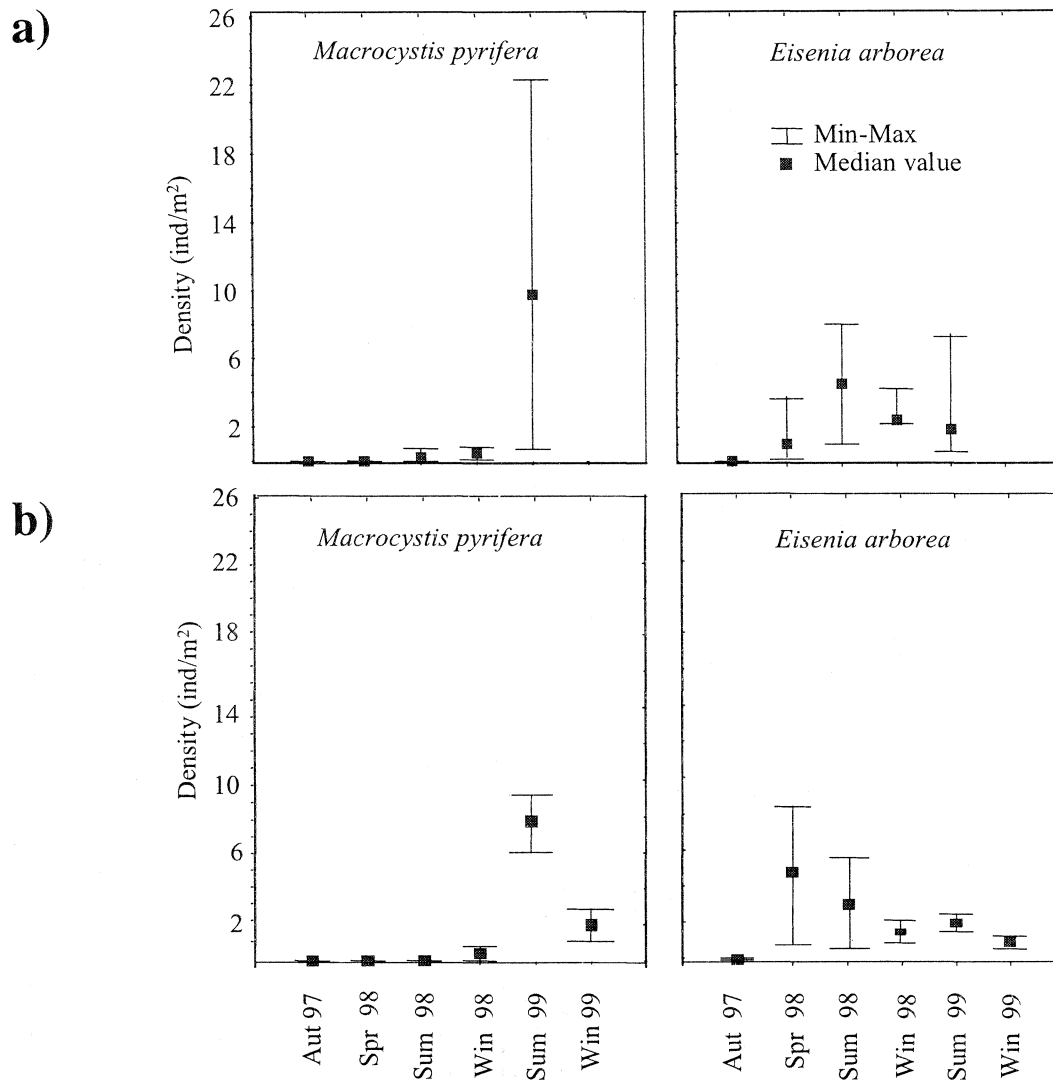 a)
26
22
18
14
10
6
2
Density (ind/m²)
Macrocystis pyrifera
Eisenia arborea
Min-Max
Median value
b)
26
22
18
14
10
6
2
Density (ind/m²)
Macrocystis pyrifera
Eisenia arborea
Aut 97
Spr 98
Sum 98
Win 98
Sum 99
Win 99
Aut 97
Spr 98
Sum 98
Win 98
Sum 99
Win 99